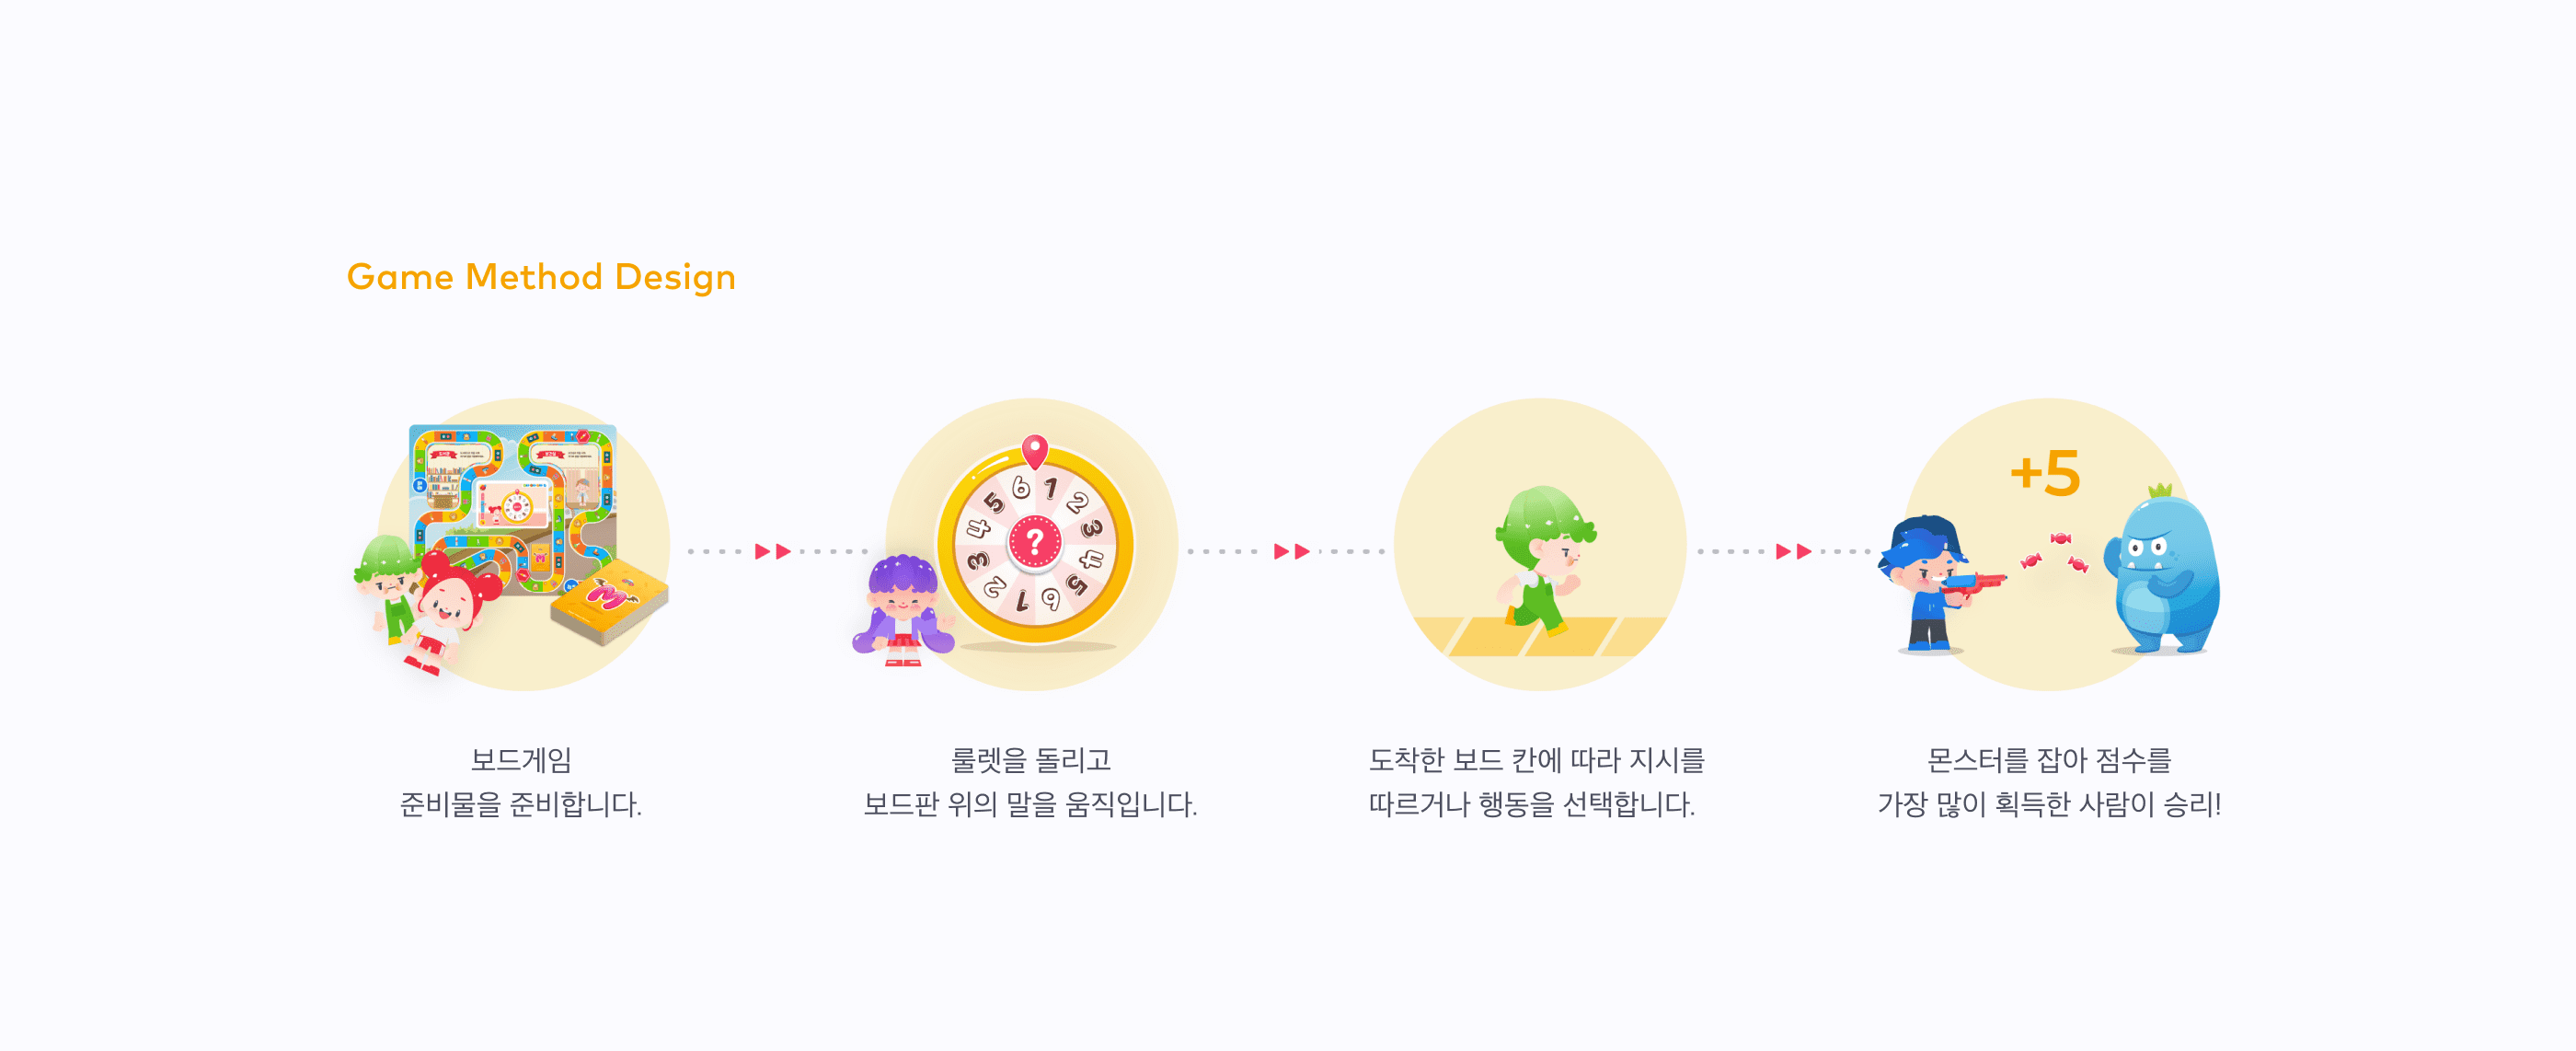 Game Method Design
+5
6 1 2 3 4 5 6 1 2 3 4 5
?
M
보드게임
준비물을 준비합니다.
룰렛을 돌리고
보드판 위의 말을 움직입니다.
도착한 보드 칸에 따라 지시를
따르거나 행동을 선택합니다.
몬스터를 잡아 점수를
가장 많이 획득한 사람이 승리!